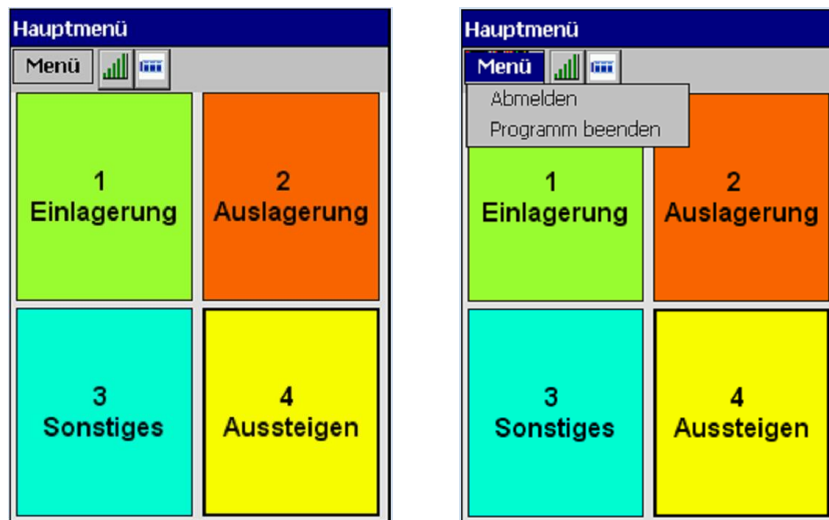 Hauptmenü
Menü
1
Einlagerung
2
Auslagerung
3
Sonstiges
4
Aussteigen
Hauptmenü
Menü
Abmelden
Programm beenden
1
Einlagerung
2
Auslagerung
3
Sonstiges
4
Aussteigen